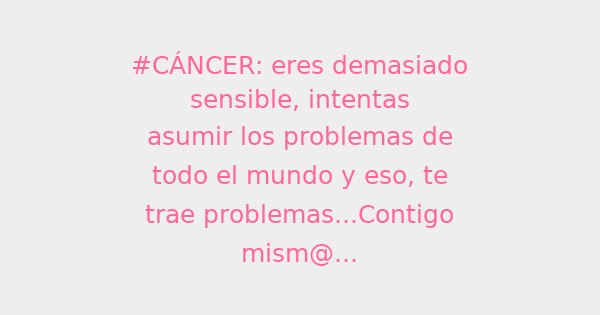 #CÁNCER: eres demasiado
sensible, intentas
asumir los problemas de
todo el mundo y eso, te
trae problemas...Contigo
mism@...